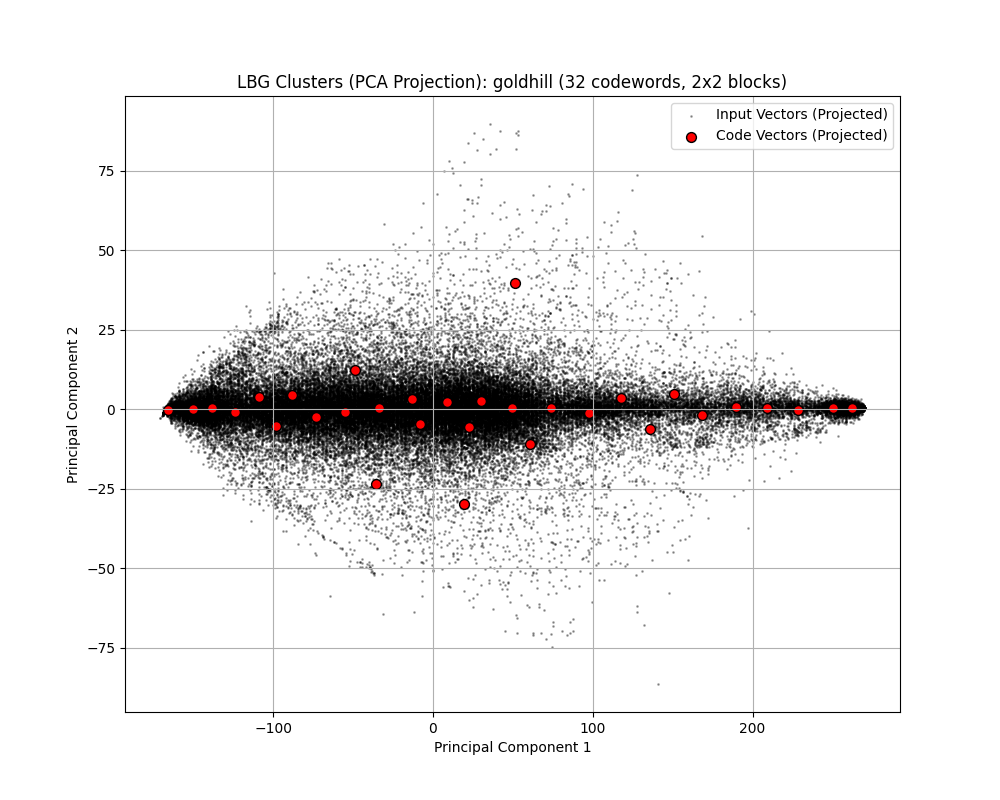 LBG Clusters (PCA Projection): goldhill (32 codewords, 2x2 blocks)
Input Vectors (Projected)
Code Vectors (Projected)
75
50
25
0
−25
−50
−75
Principal Component 2
−100 0 100 200
Principal Component 1